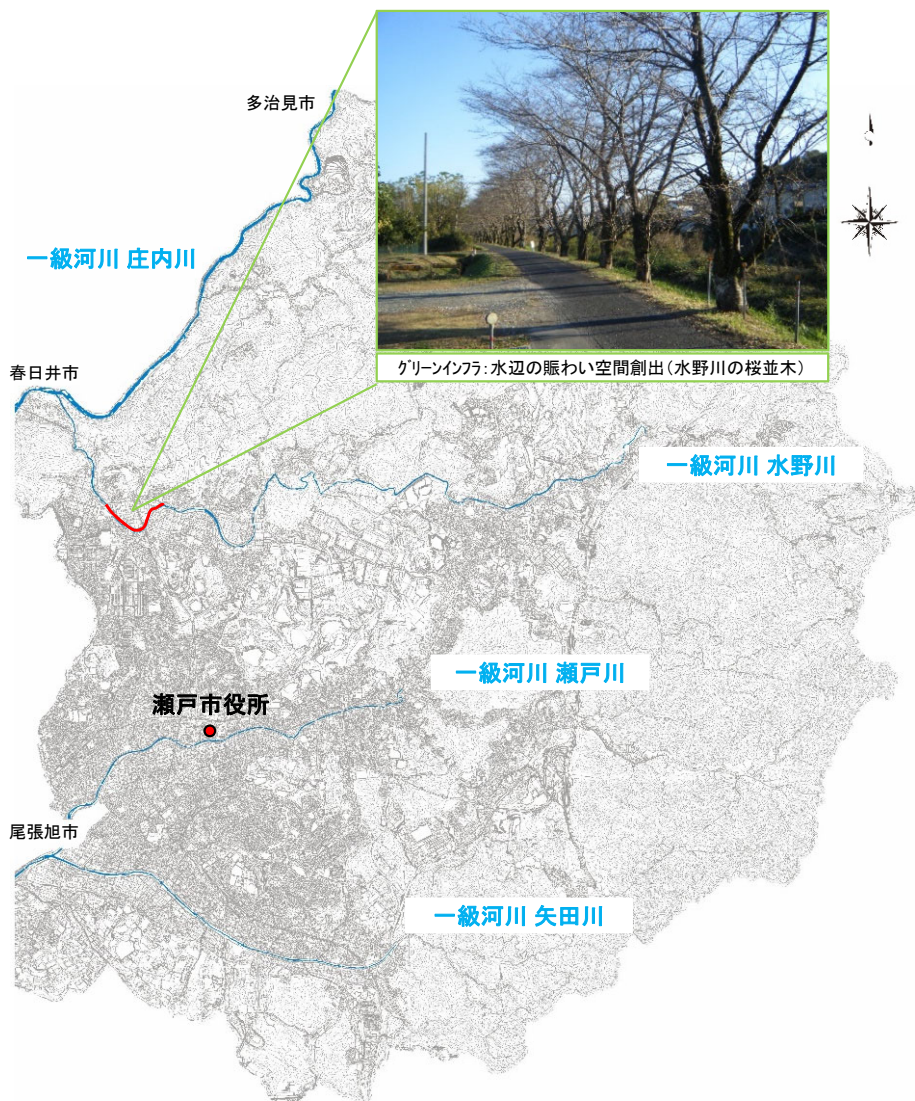 多治見市
一級河川 庄内川
春日井市
グリーンインフラ：水辺の賑わい空間創出（水野川の桜並木）
一級河川 水野川
一級河川 瀬戸川
瀬戸市役所
尾張旭市
一級河川 矢田川